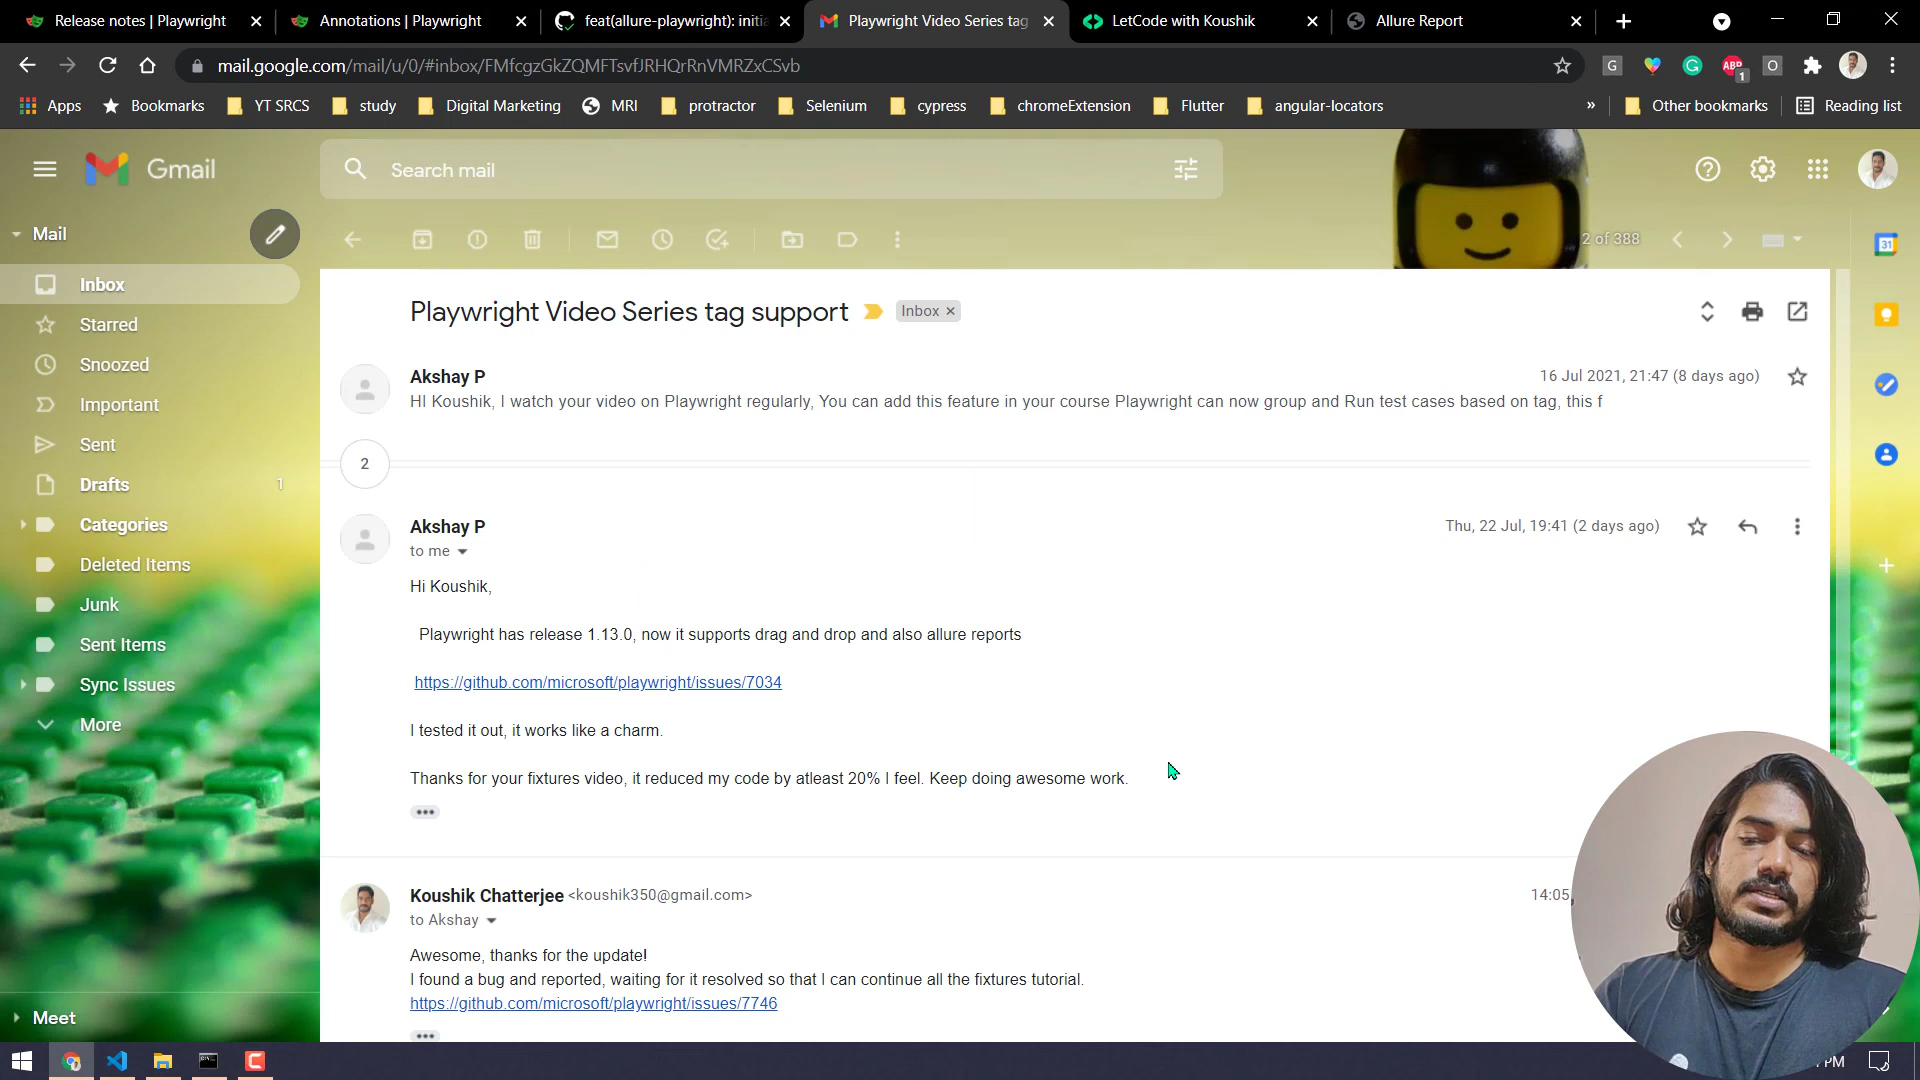 Release notes | Playwright
Annotations | Playwright
feat(allure-playwright): initia
Playwright Video Series tag
LetCode with Koushik
Allure Report
mail.google.com/mail/u/0/#inbox/FMfcgzGkZQMFTsvfJRHQrRnVMRZxCSvb
G
ABP
1
O
Apps
Bookmarks
YT SRCS
study
Digital Marketing
MRI
protractor
Selenium
cypress
chromeExtension
Flutter
angular-locators
»
Other bookmarks
Reading list
Gmail
Search mail
Mail
2 of 388
31
Inbox
Starred
Snoozed
Important
Sent
Drafts 1
Categories
Deleted Items
Junk
Sent Items
Sync Issues
More
Meet
Playwright Video Series tag support
Inbox ×
Akshay P
16 Jul 2021, 21:47 (8 days ago)
HI Koushik, I watch your video on Playwright regularly, You can add this feature in your course Playwright can now group and Run test cases based on tag, this f
2
Akshay P
Thu, 22 Jul, 19:41 (2 days ago)
to me
Hi Koushik,
Playwright has release 1.13.0, now it supports drag and drop and also allure reports
https://github.com/microsoft/playwright/issues/7034
I tested it out, it works like a charm.
Thanks for your fixtures video, it reduced my code by atleast 20% I feel. Keep doing awesome work.
Koushik Chatterjee <koushik350@gmail.com>
14:05
to Akshay
Awesome, thanks for the update!
I found a bug and reported, waiting for it resolved so that I can continue all the fixtures tutorial.
https://github.com/microsoft/playwright/issues/7746
PM